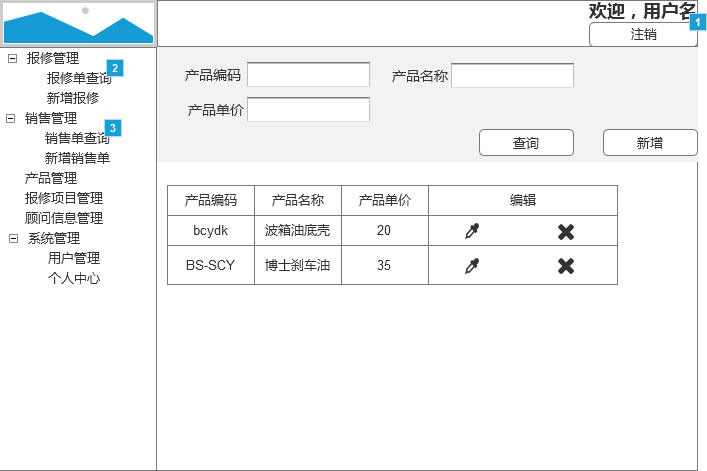 欢迎，用户名
1
注销
报修管理
报修单查询
2
新增报修
销售管理
3
销售单查询
新增销售单
产品管理
报修项目管理
顾问信息管理
系统管理
用户管理
个人中心
产品编码
产品名称
产品单价
查询 新增
产品编码 产品名称 产品单价 编辑
bcydk 波箱油底壳 20
BS-SCY 博士刹车油 35